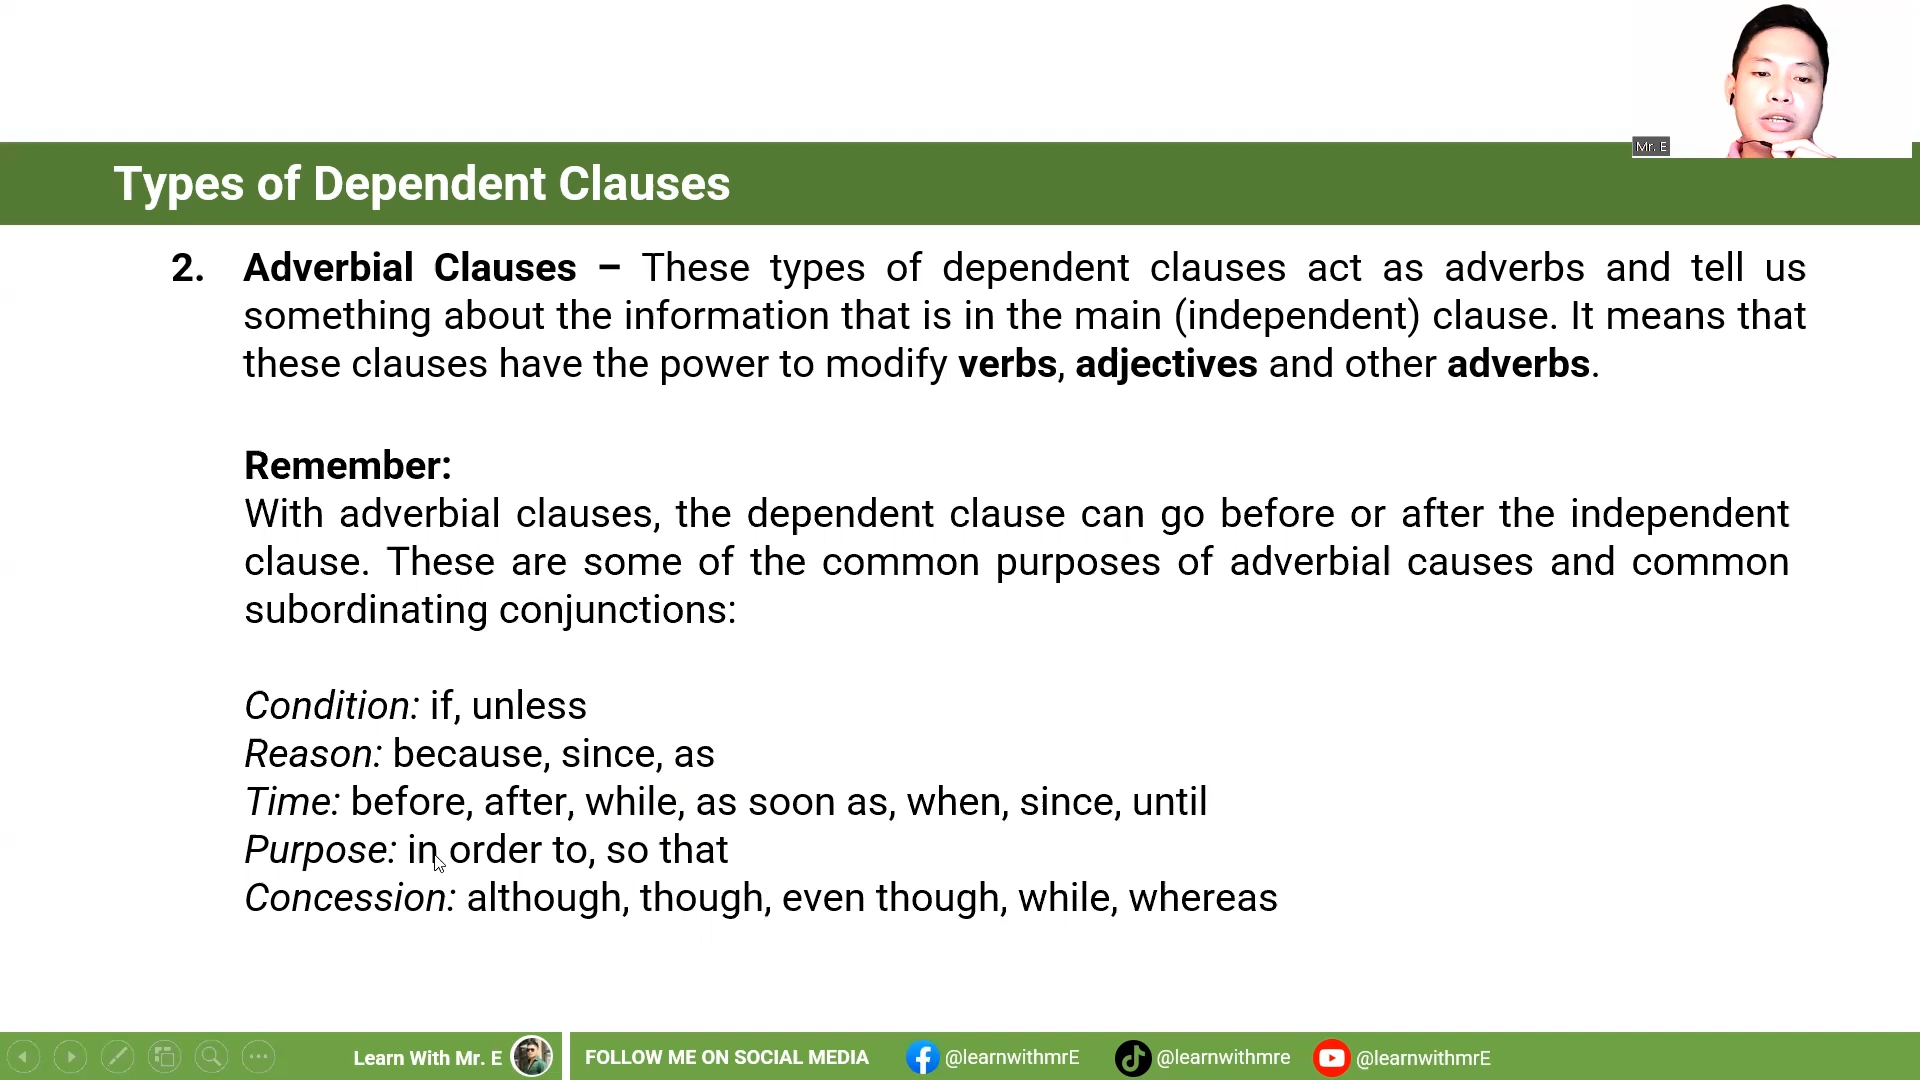 Mr. E
Types of Dependent Clauses
2. Adverbial Clauses – These types of dependent clauses act as adverbs and tell us
something about the information that is in the main (independent) clause. It means that
these clauses have the power to modify verbs, adjectives and other adverbs.
Remember:
With adverbial clauses, the dependent clause can go before or after the independent
clause. These are some of the common purposes of adverbial causes and common
subordinating conjunctions:
Condition: if, unless
Reason: because, since, as
Time: before, after, while, as soon as, when, since, until
Purpose: in order to, so that
Concession: although, though, even though, while, whereas
Learn With Mr. E FOLLOW ME ON SOCIAL MEDIA @learnwithmrE @learnwithmre @learnwithmrE